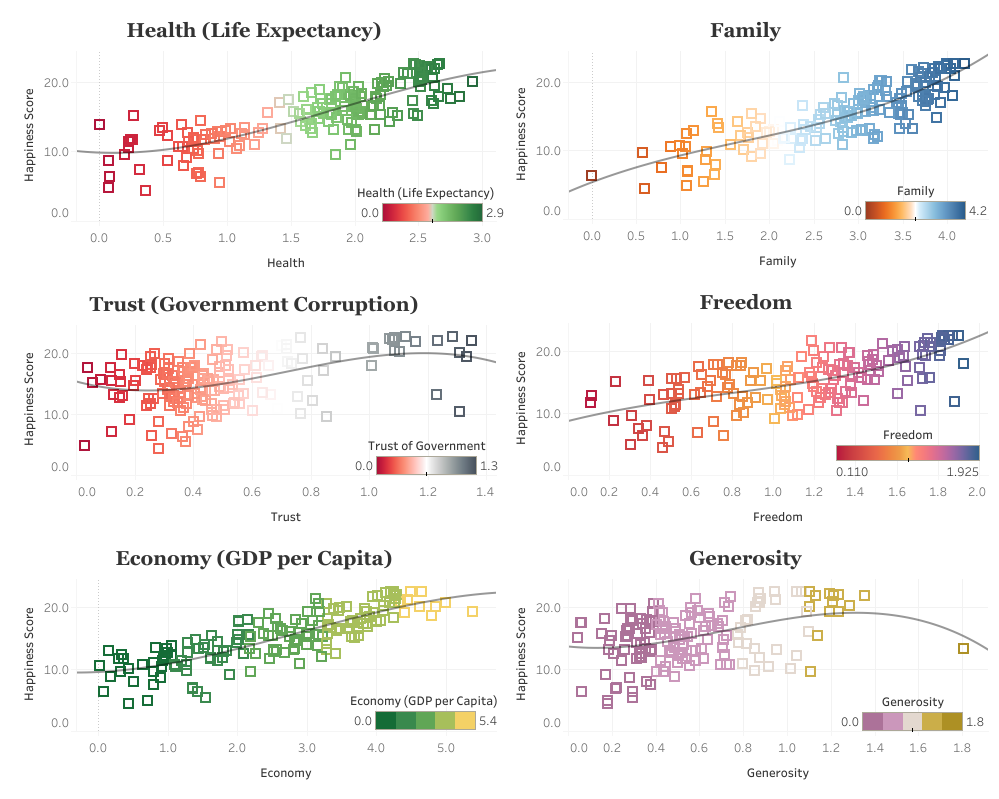 Health (Life Expectancy)
Happiness Score
20.0
10.0
0.0
0.0 0.5 1.0 1.5 2.0 2.5 3.0
Health
Health (Life Expectancy)
0.0 2.9
Family
Happiness Score
20.0
10.0
0.0
0.0 0.5 1.0 1.5 2.0 2.5 3.0 3.5 4.0
Family
Family
0.0 4.2
Trust (Government Corruption)
Happiness Score
20.0
10.0
0.0
0.0 0.2 0.4 0.6 0.8 1.0 1.2 1.4
Trust
Trust of Government
0.0 1.3
Freedom
Happiness Score
20.0
10.0
0.0
0.0 0.2 0.4 0.6 0.8 1.0 1.2 1.4 1.6 1.8 2.0
Freedom
Freedom
0.110 1.925
Economy (GDP per Capita)
Happiness Score
20.0
10.0
0.0
0.0 1.0 2.0 3.0 4.0 5.0
Economy
Economy (GDP per Capita)
0.0 5.4
Generosity
Happiness Score
20.0
10.0
0.0
0.0 0.2 0.4 0.6 0.8 1.0 1.2 1.4 1.6 1.8
Generosity
Generosity
0.0 1.8